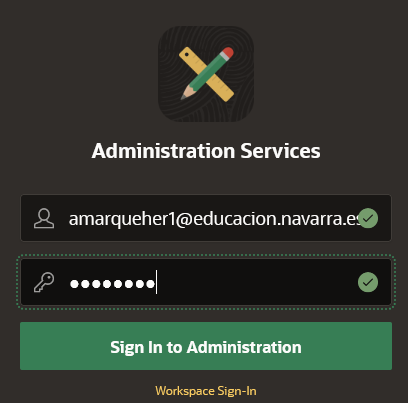 Administration Services
amarqueher1@educacion.navarra.es
●●●●●●●●
Sign In to Administration
Workspace Sign-In